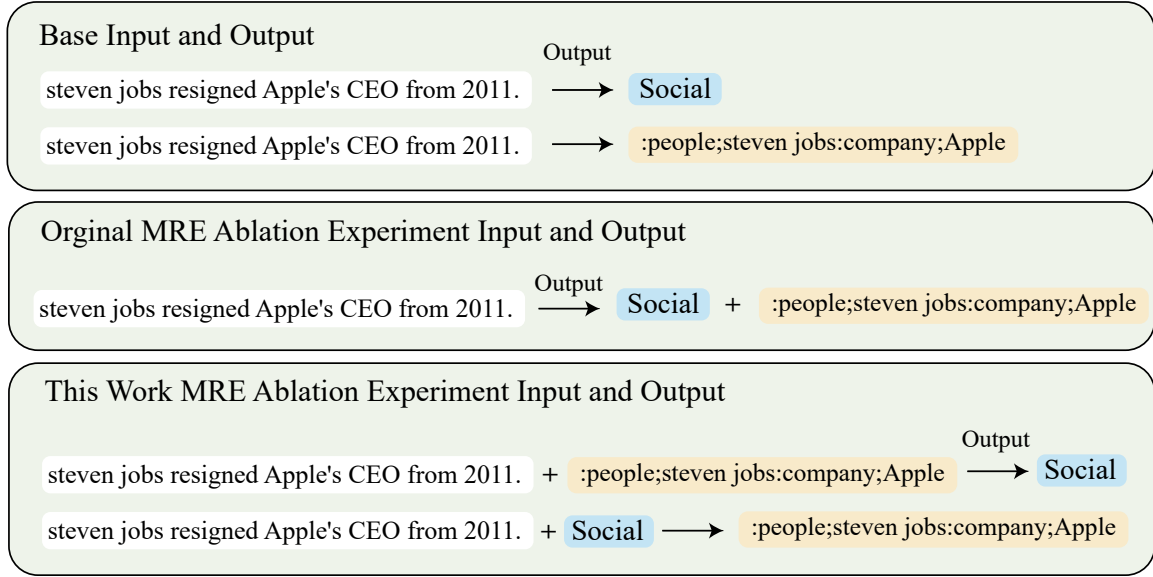 Base Input and Output
Output
steven jobs resigned Apple's CEO from 2011. Social
steven jobs resigned Apple's CEO from 2011. :people;steven jobs:company;Apple
Orginal MRE Ablation Experiment Input and Output
Output
steven jobs resigned Apple's CEO from 2011. Social + :people;steven jobs:company;Apple
This Work MRE Ablation Experiment Input and Output
Output
steven jobs resigned Apple's CEO from 2011. + :people;steven jobs:company;Apple Social
steven jobs resigned Apple's CEO from 2011. + Social :people;steven jobs:company;Apple